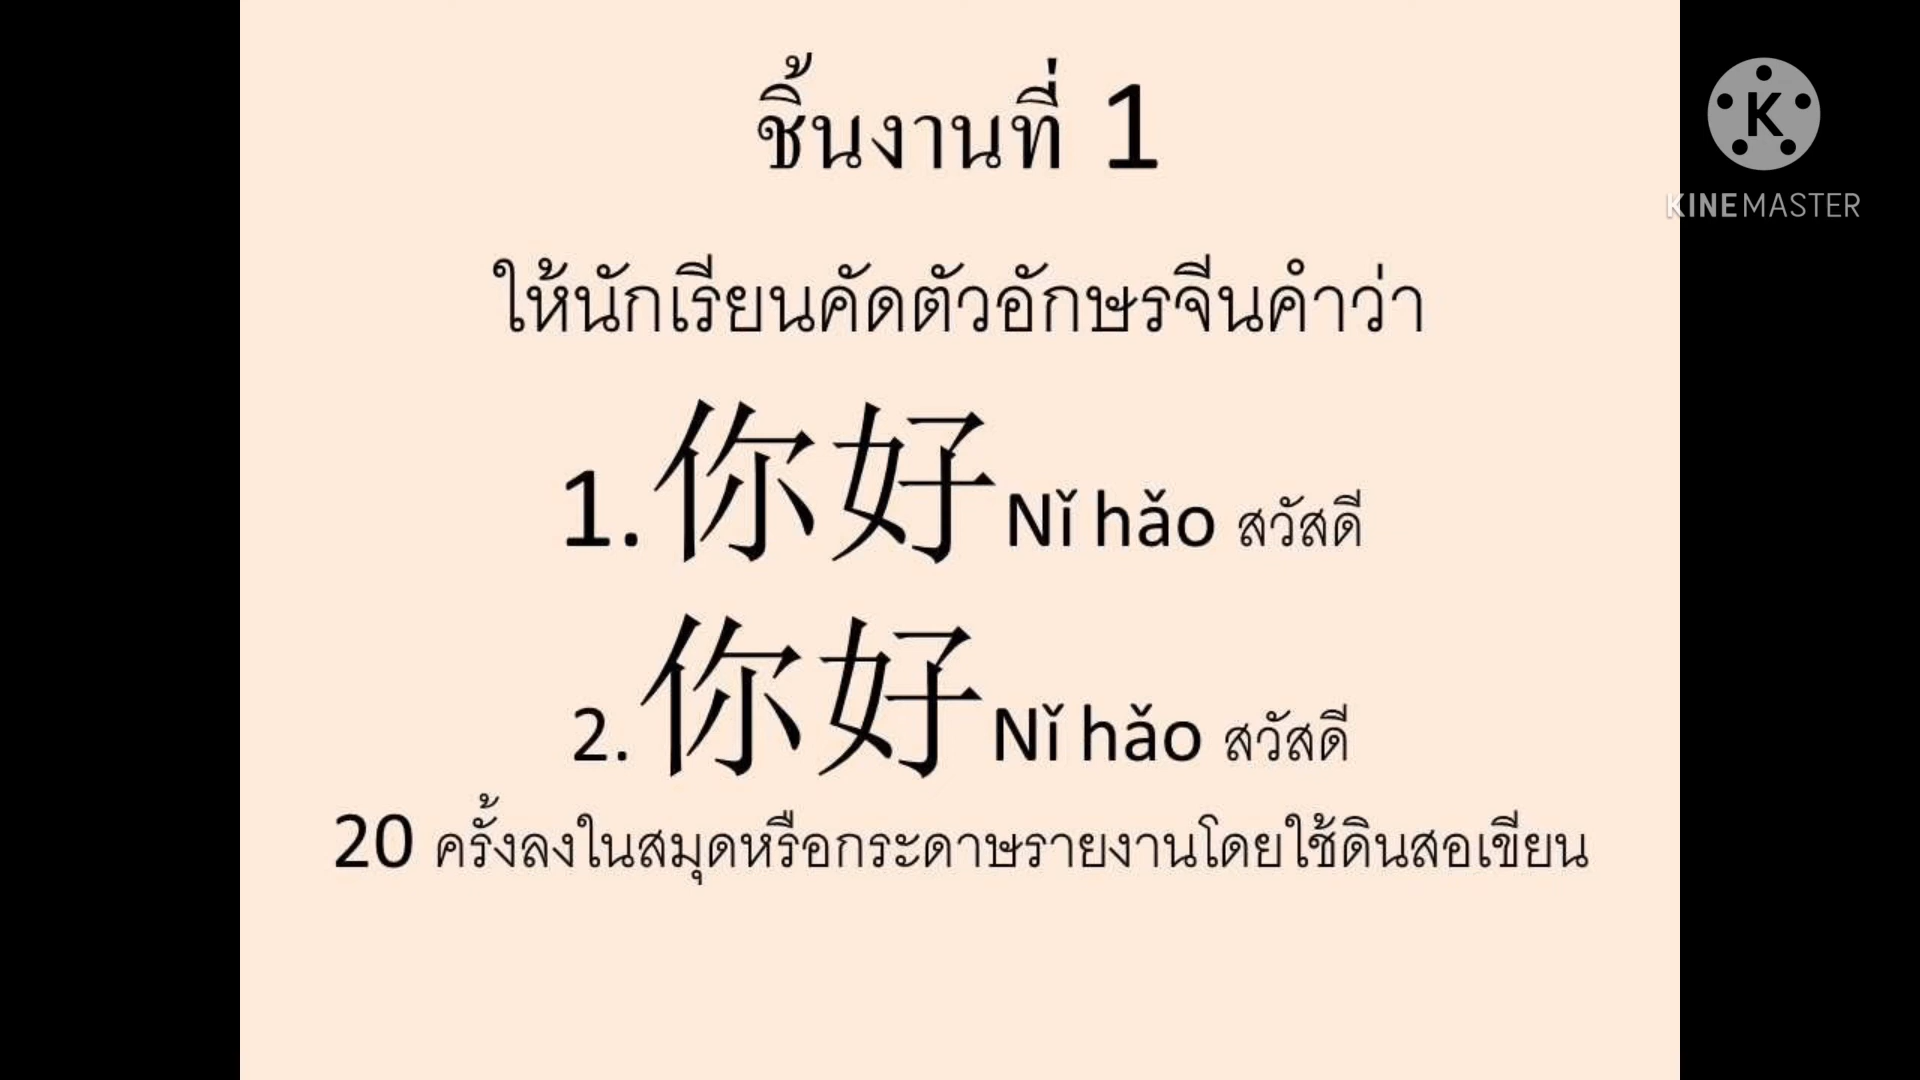 ชิ้นงานที่ 1
ให้นักเรียนคัดตัวอักษรจีนคำว่า
1.你好Nǐ hǎo สวัสดี
2.你好Nǐ hǎo สวัสดี
20 ครั้งลงในสมุดหรือกระดาษรายงานโดยใช้ดินสอเขียน
K
KINEMASTER